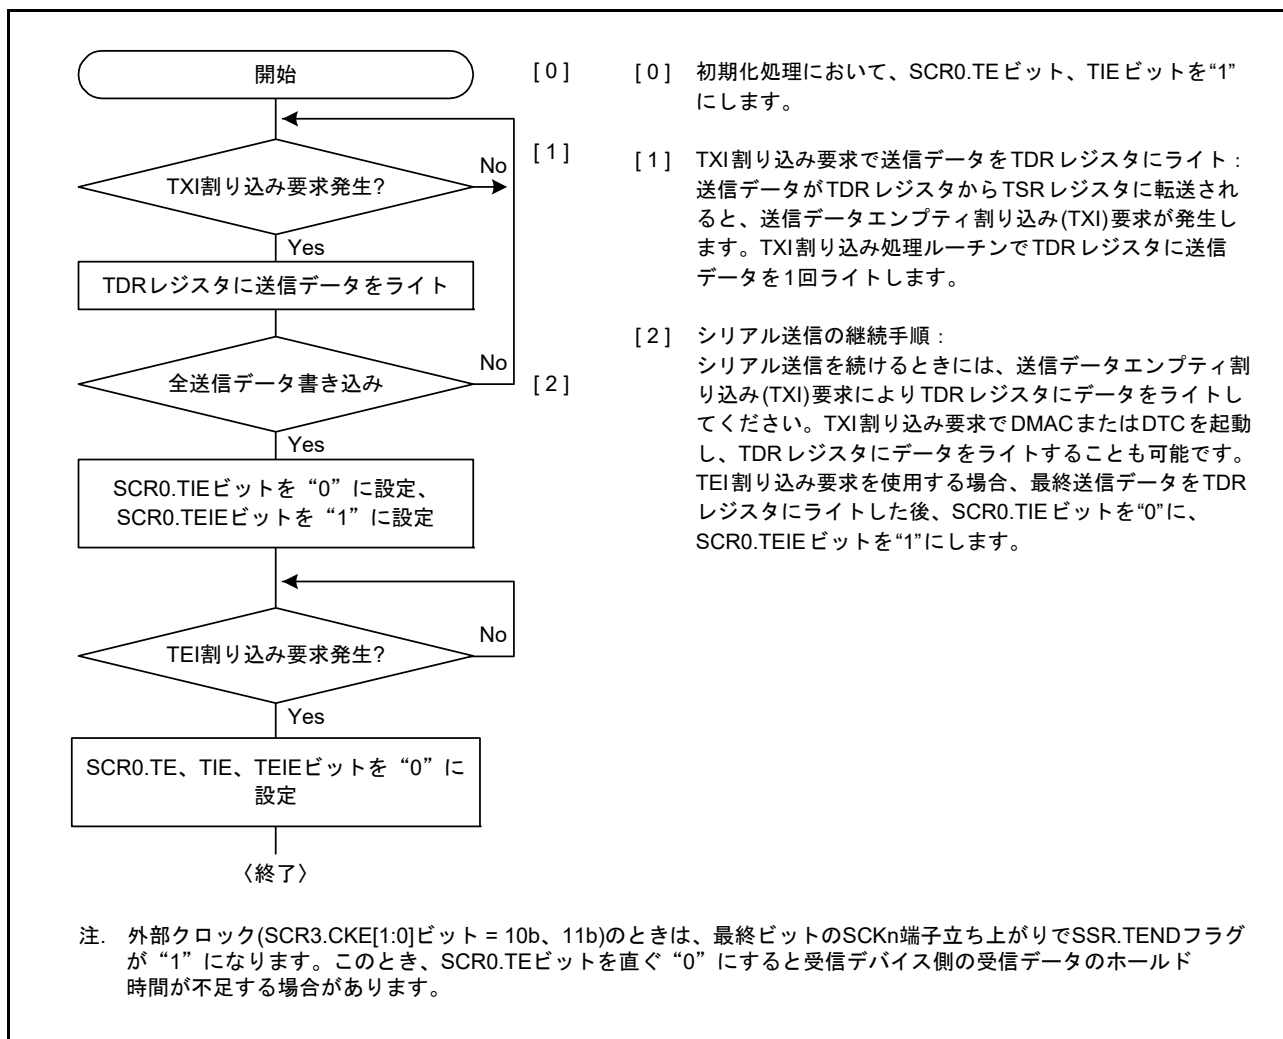 開始
[ 0 ]
No
[ 1 ]
TXI割り込み要求発生?
Yes
TDRレジスタに送信データをライト
No
全送信データ書き込み
[ 2 ]
Yes
SCR0.TIEビットを“0”に設定、
SCR0.TEIEビットを“1”に設定
No
TEI割り込み要求発生?
Yes
SCR0.TE、TIE、TEIEビットを“0”に
設定
〈終了〉
[ 0 ] 初期化処理において、SCR0.TEビット、TIEビットを“1”
にします。
[ 1 ] TXI割り込み要求で送信データをTDRレジスタにライト：
送信データがTDRレジスタからTSRレジスタに転送され
ると、送信データエンプティ割り込み(TXI)要求が発生し
ます。TXI割り込み処理ルーチンでTDRレジスタに送信
データを1回ライトします。
[ 2 ] シリアル送信の継続手順：
シリアル送信を続けるときには、送信データエンプティ割
り込み(TXI)要求によりTDRレジスタにデータをライトし
てください。TXI割り込み要求でDMACまたはDTCを起動
し、TDRレジスタにデータをライトすることも可能です。
TEI割り込み要求を使用する場合、最終送信データをTDR
レジスタにライトした後、SCR0.TIEビットを“0”に、
SCR0.TEIEビットを“1”にします。
注. 外部クロック(SCR3.CKE[1:0]ビット = 10b、11b)のときは、最終ビットのSCKn端子立ち上がりでSSR.TENDフラグ
が“1”になります。このとき、SCR0.TEビットを直ぐ“0”にすると受信デバイス側の受信データのホールド
時間が不足する場合があります。